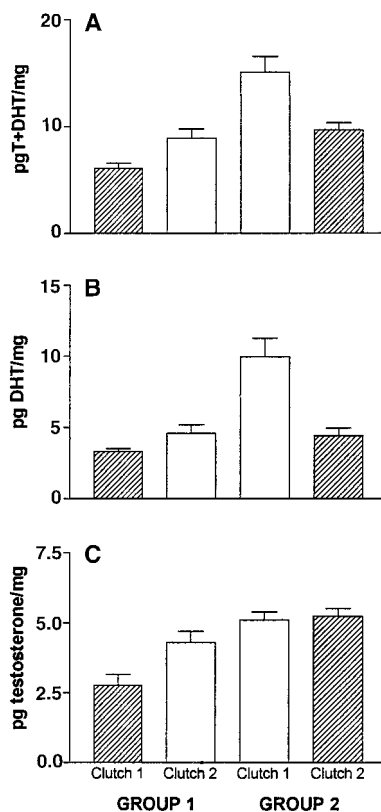 A
20
10
0
pgT+DHT/mg
B
15
10
5
0
pg DHT/mg
C
7.5
5.0
2.5
0.0
pg testosterone/mg
Clutch 1 Clutch 2 Clutch 1 Clutch 2
GROUP 1 GROUP 2